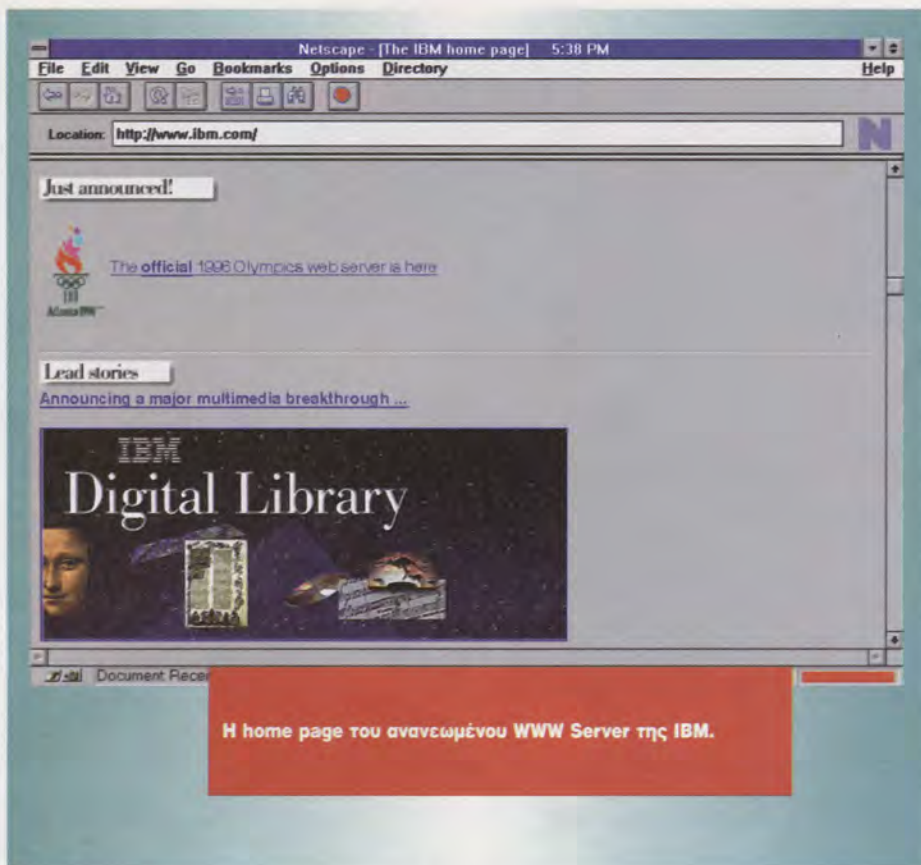 Netscape - [The IBM home page] 5:38 PM
File Edit View Go Bookmarks Options Directory Help
Location: http://www.ibm.com/
N
Just announced!
The official 1996 Olympics web server is here
Atlanta 1996
Lead stories
Announcing a major multimedia breakthrough ...
IBM
Digital Library
Document
Η home page του ανανεωμένου WWW Server της IBM.